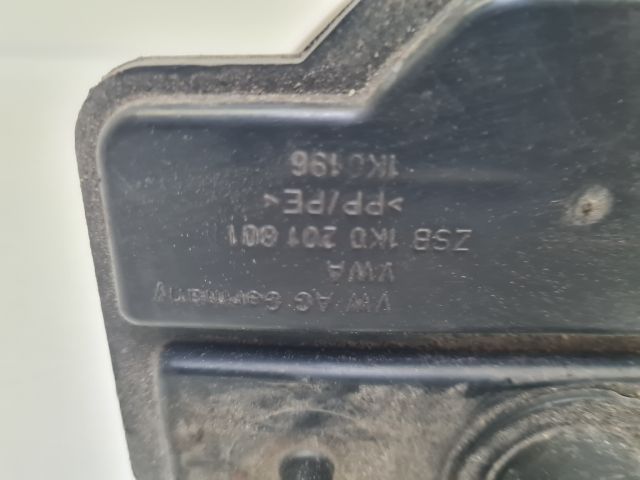 VW AG Germany
VWA
ZSB 1K0 201 801
>PP/PE<
1K0196